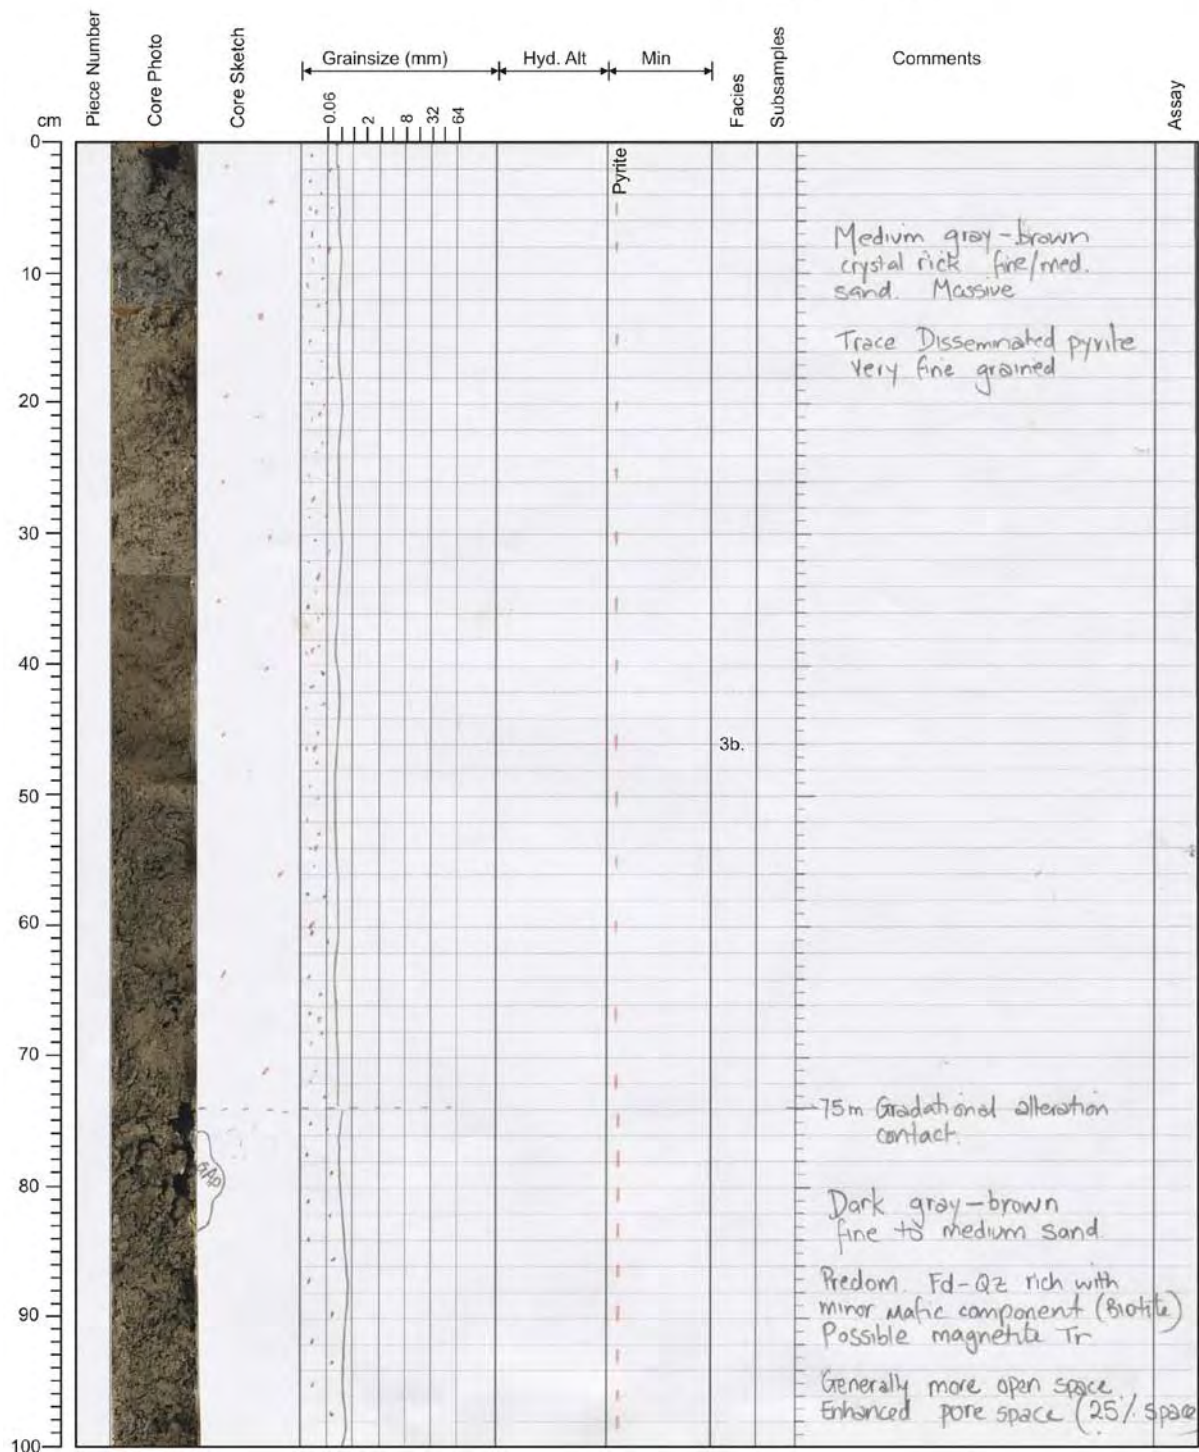 Piece Number
Core Photo
Core Sketch
Grainsize (mm)
Hyd. Alt
Min
Facies
Subsamples
Comments
Assay
cm
0.06
2
8
32
64
0
10
20
30
40
50
60
70
80
90
100
Pyrite
Medium gray-brown
crystal rick fine/med.
sand. Massive
Trace Disseminated pyrite
very fine grained
3b.
75m Gradational alteration
contact.
GAP
Dark gray-brown
fine to medium sand.
Predom. Fd-Qz rich with
minor mafic component (Biotite)
Possible magnetite Tr
Generally more open space.
Enhanced pore space (25% space